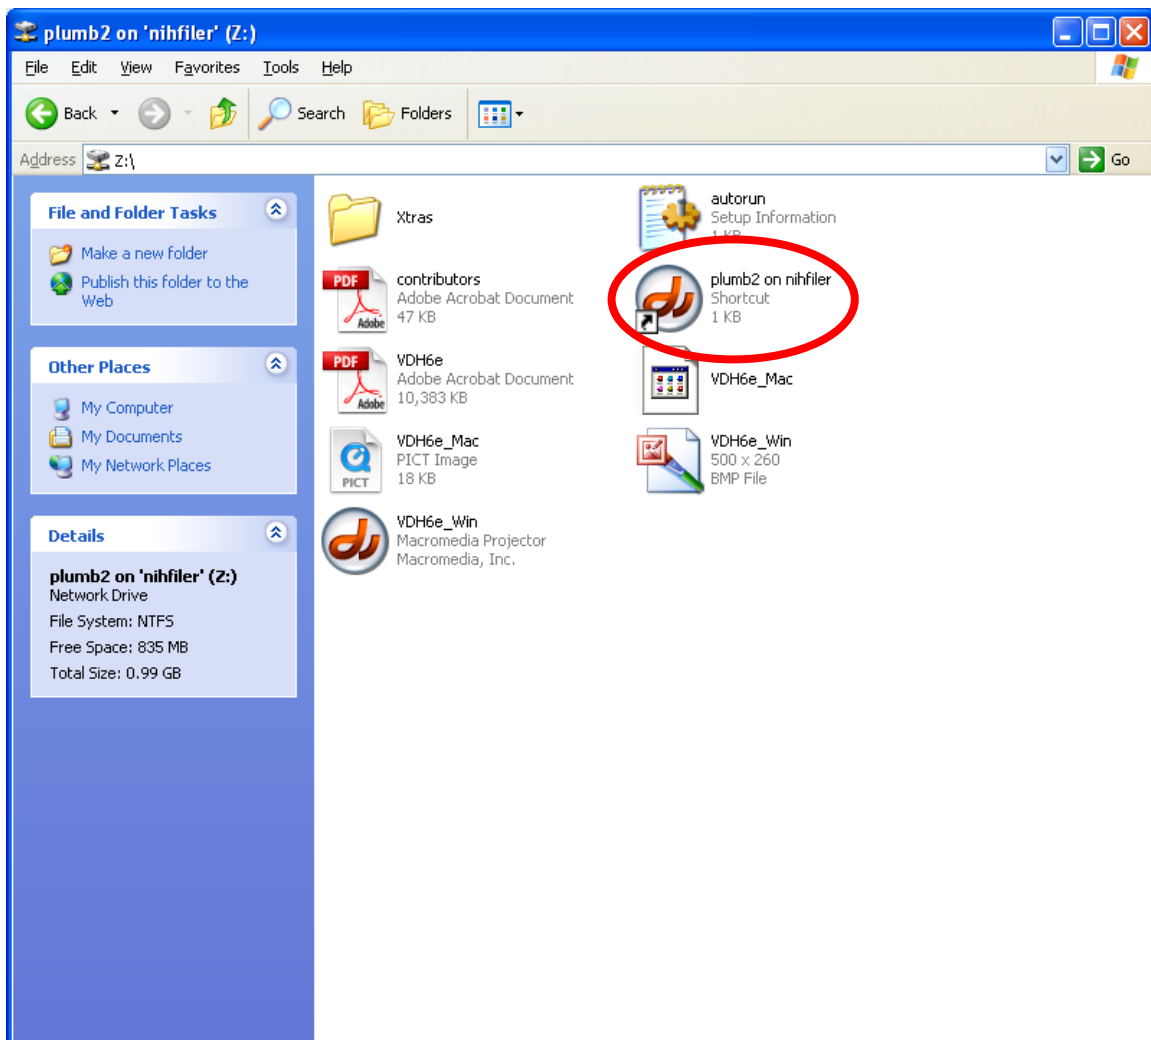 plumb2 on 'nihfiler' (Z:)
File Edit View Favorites Tools Help
Back Search Folders
Address Z:\ Go
File and Folder Tasks
Make a new folder
Publish this folder to the
Web
Other Places
My Computer
My Documents
My Network Places
Details
plumb2 on 'nihfiler' (Z:)
Network Drive
File System: NTFS
Free Space: 835 MB
Total Size: 0.99 GB
Xtras
autorun
Setup Information
1 KB
PDF
Adobe
contributors
Adobe Acrobat Document
47 KB
plumb2 on nihfiler
Shortcut
1 KB
PDF
Adobe
VDH6e
Adobe Acrobat Document
10,383 KB
VDH6e_Mac
PICT
VDH6e_Mac
PICT Image
18 KB
VDH6e_Win
500 x 260
BMP File
VDH6e_Win
Macromedia Projector
Macromedia, Inc.